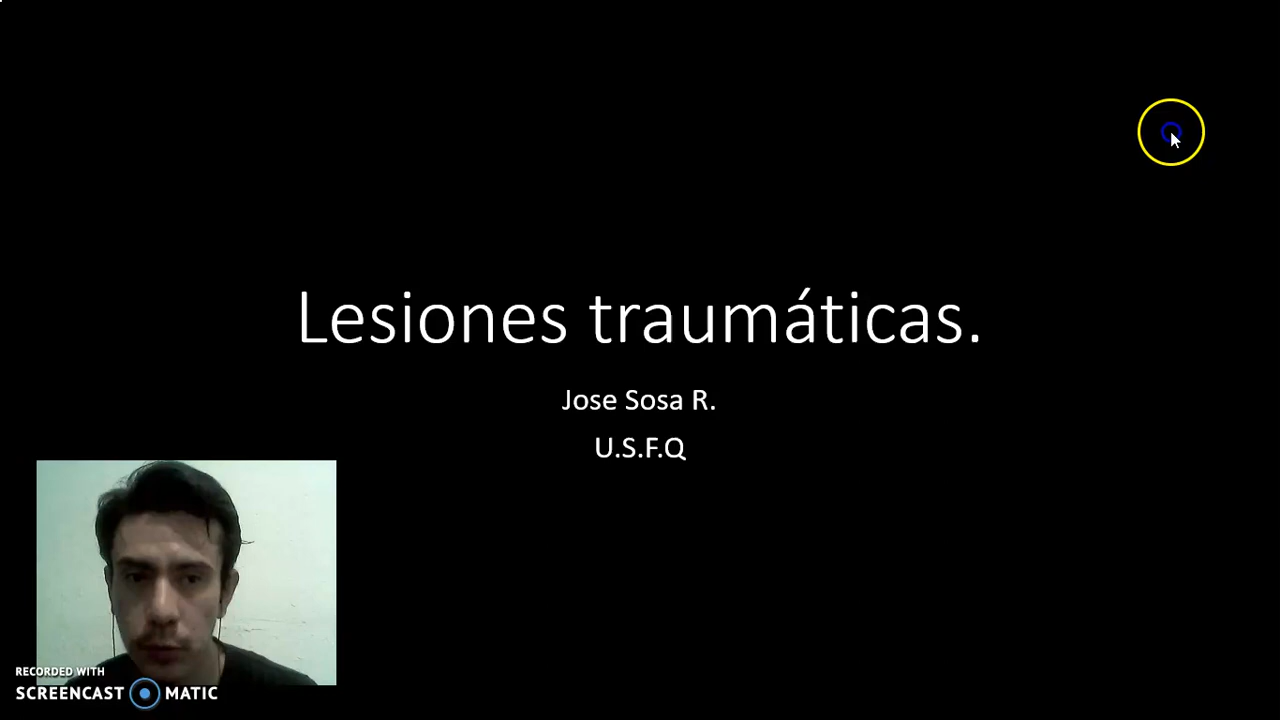 Lesiones traumáticas.
Jose Sosa R.
U.S.F.Q
RECORDED WITH
SCREENCAST MATIC